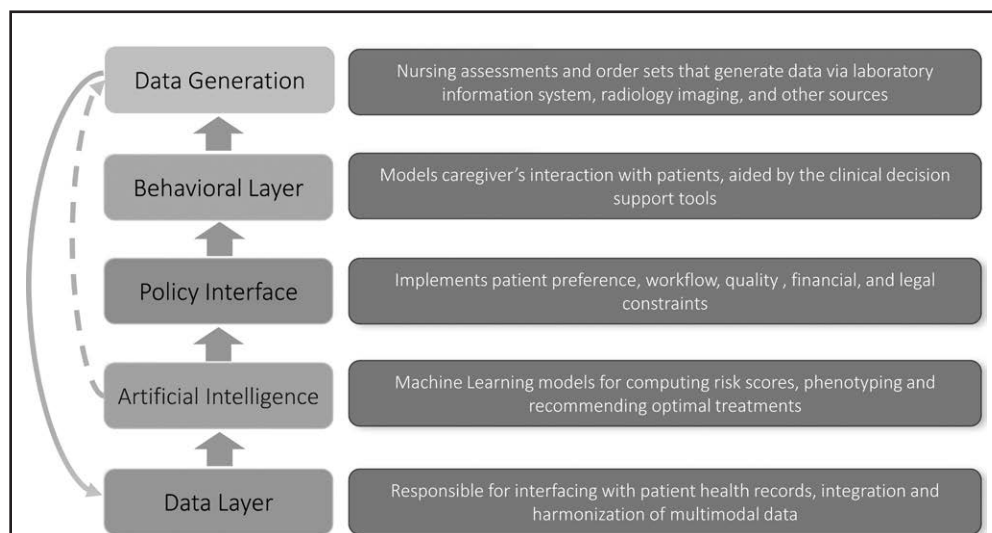 Data Generation
Nursing assessments and order sets that generate data via laboratory
information system, radiology imaging, and other sources
Behavioral Layer
Models caregiver's interaction with patients, aided by the clinical decision
support tools
Policy Interface
Implements patient preference, workflow, quality , financial, and legal
constraints
Artificial Intelligence
Machine Learning models for computing risk scores, phenotyping and
recommending optimal treatments
Data Layer
Responsible for interfacing with patient health records, integration and
harmonization of multimodal data